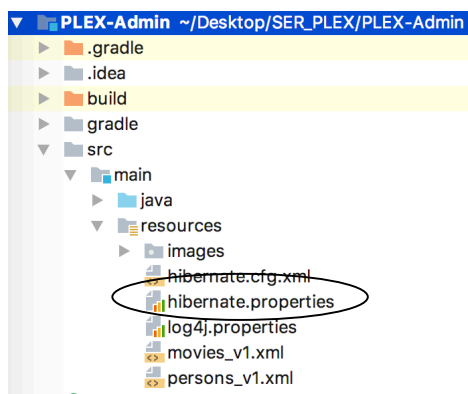 PLEX-Admin ~/Desktop/SER_PLEX/PLEX-Admin
.gradle
.idea
build
gradle
src
main
java
resources
images
hibernate.cfg.xml
hibernate.properties
log4j.properties
movies_v1.xml
persons_v1.xml